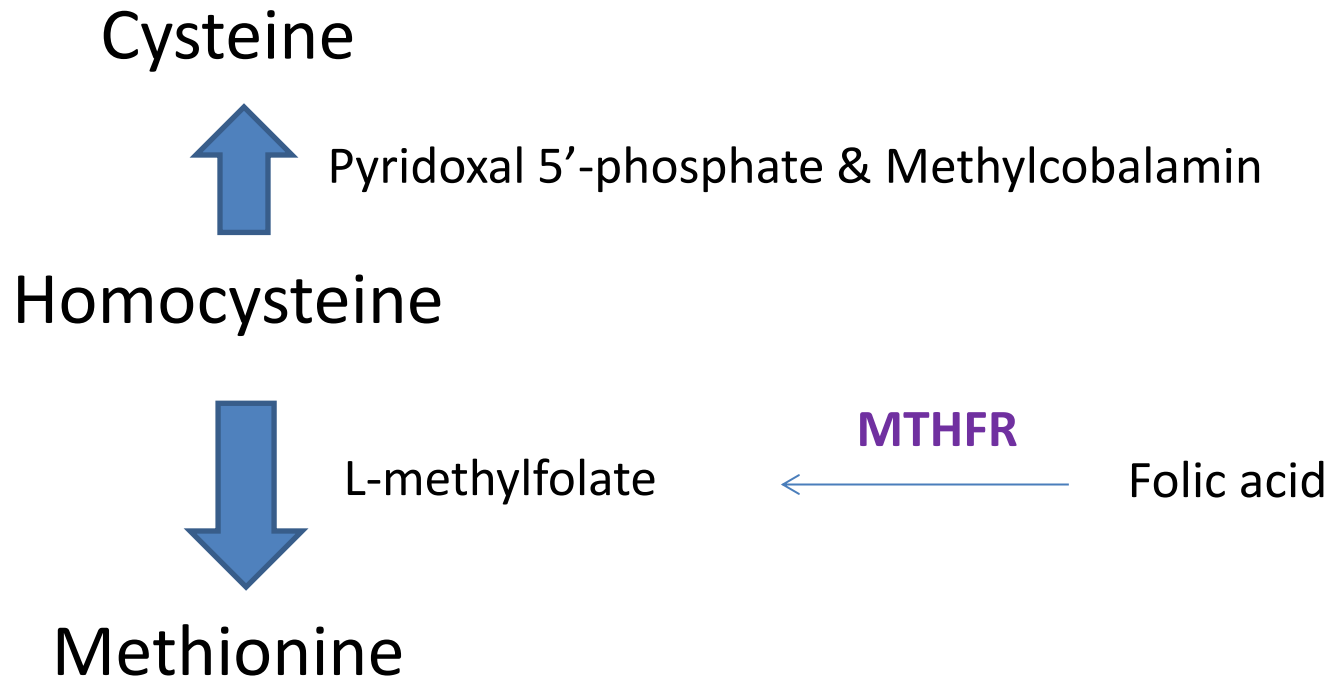 Cysteine
Pyridoxal 5′-phosphate & Methylcobalamin
Homocysteine
MTHFR
L-methylfolate
Folic acid
Methionine